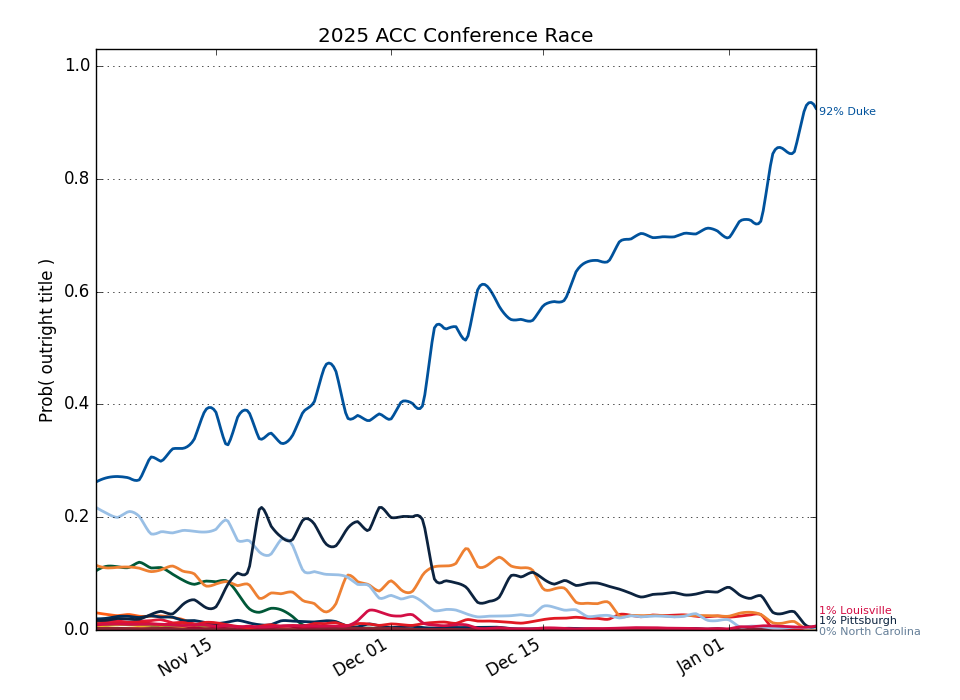 2025 ACC Conference Race
Prob( outright title )
1.0
0.8
0.6
0.4
0.2
0.0
Nov 15
Dec 01
Dec 15
Jan 01
92% Duke
1% Louisville
1% Pittsburgh
0% North Carolina